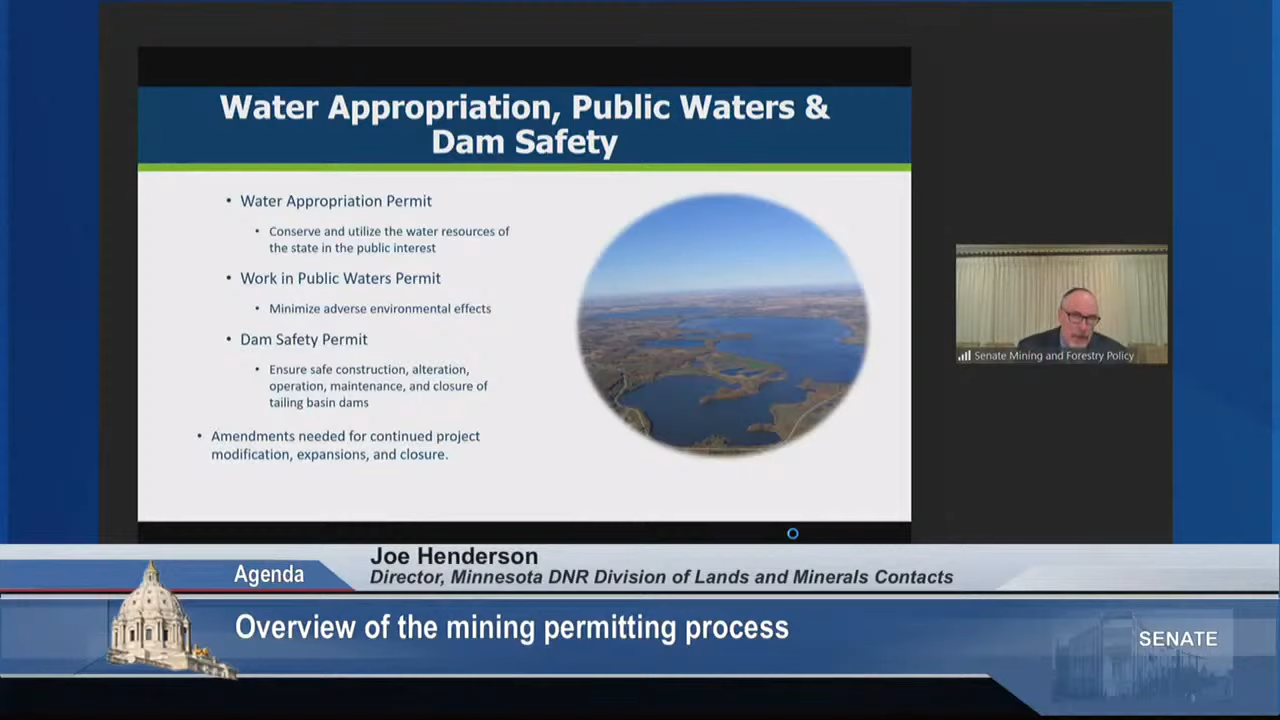 Water Appropriation, Public Waters &
Dam Safety
• Water Appropriation Permit
• Conserve and utilize the water resources of
the state in the public interest
• Work in Public Waters Permit
• Minimize adverse environmental effects
• Dam Safety Permit
• Ensure safe construction, alteration,
operation, maintenance, and closure of
tailing basin dams
• Amendments needed for continued project
modification, expansions, and closure.
Senate Mining and Forestry Policy
Joe Henderson
Agenda
Director, Minnesota DNR Division of Lands and Minerals Contacts
Overview of the mining permitting process
SENATE